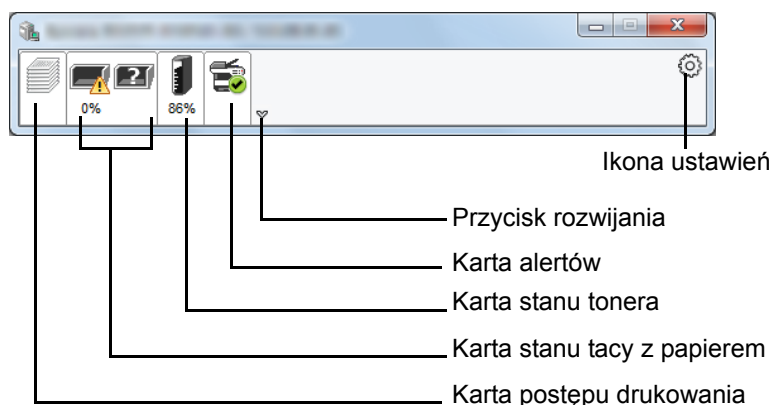 0%
86%
Ikona ustawień
Przycisk rozwijania
Karta alertów
Karta stanu tonera
Karta stanu tacy z papierem
Karta postępu drukowania